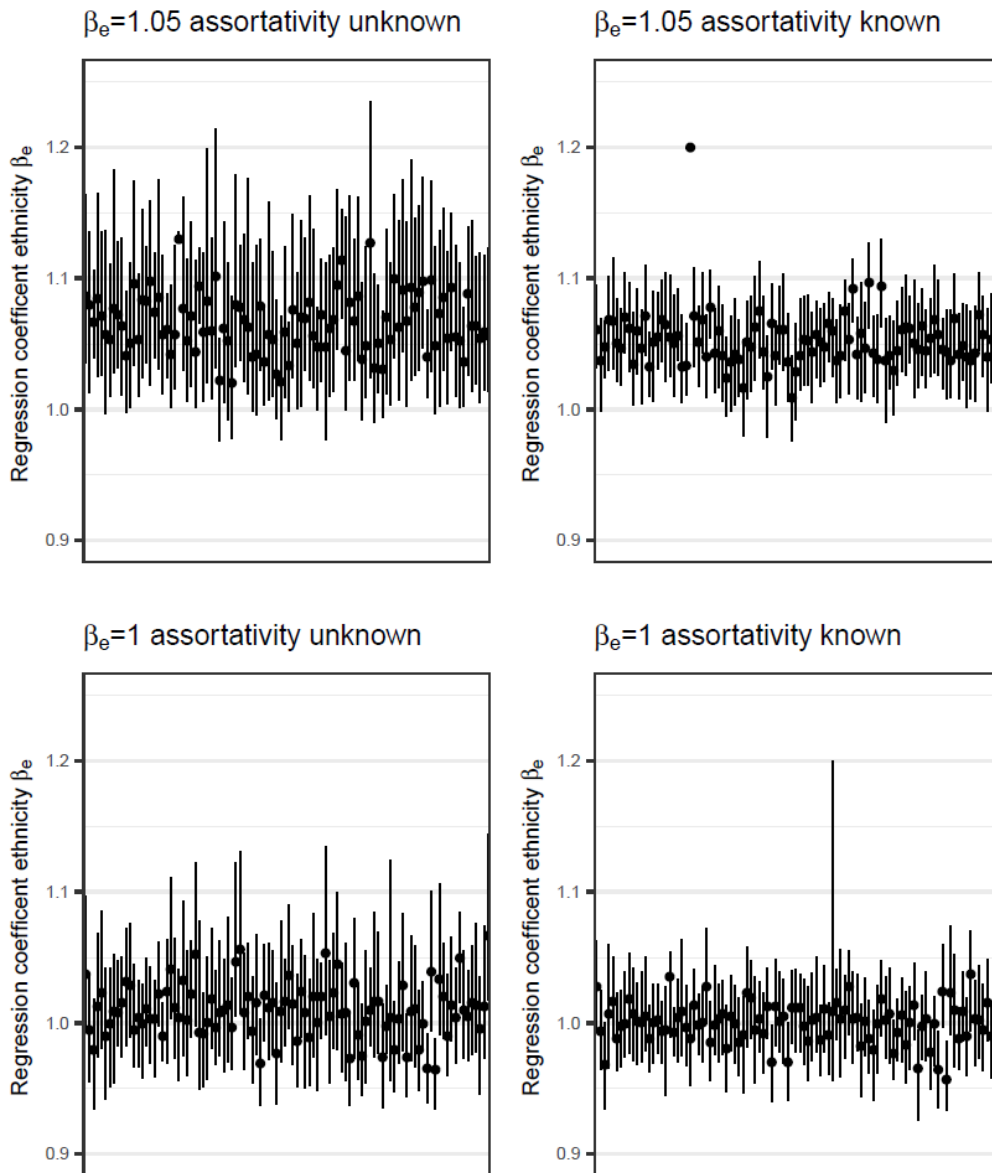 βe=1.05 assortativity unknown
Regression coefficent ethnicity βe
1.2
1.1
1.0
0.9
βe=1.05 assortativity known
Regression coefficent ethnicity βe
1.2
1.1
1.0
0.9
βe=1 assortativity unknown
Regression coefficent ethnicity βe
1.2
1.1
1.0
0.9
βe=1 assortativity known
Regression coefficent ethnicity βe
1.2
1.1
1.0
0.9